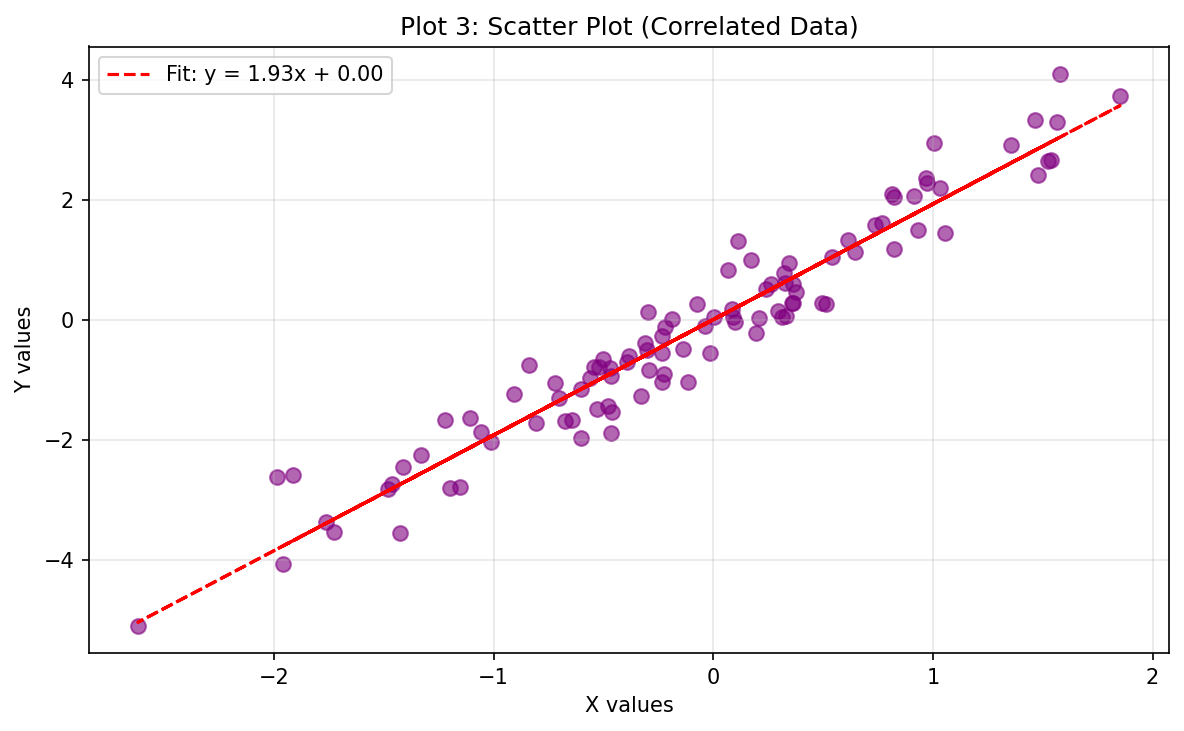 Plot 3: Scatter Plot (Correlated Data)
Fit: y = 1.93x + 0.00
4
2
0
−2
−4
Y values
−2 −1 0 1 2
X values